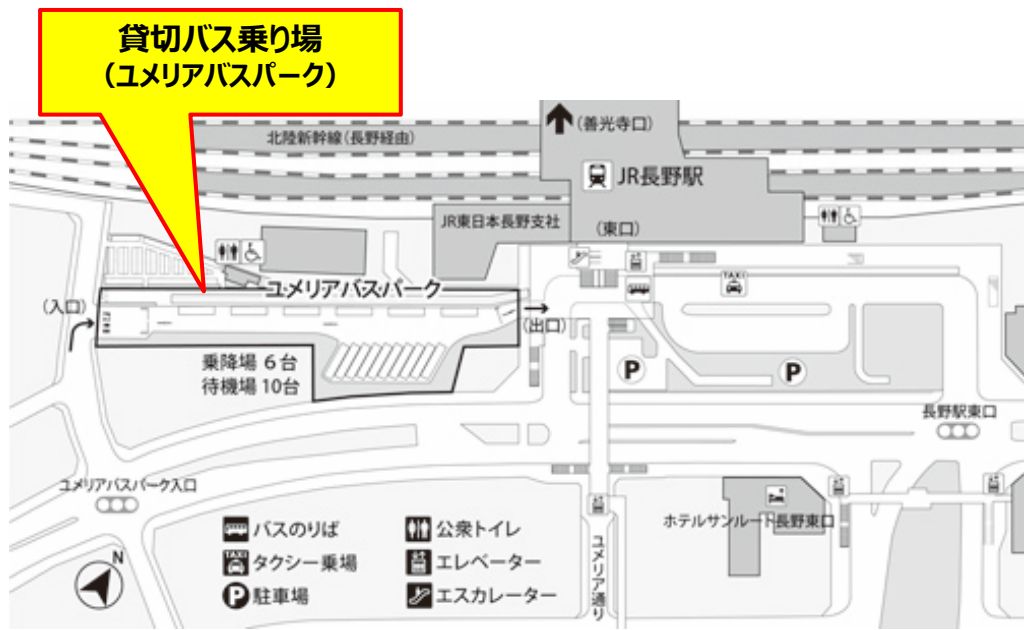 貸切バス乗り場
（ユメリアバスパーク）
(善光寺口)
北陸新幹線(長野経由)
JR長野駅
JR東日本長野支社
(東口)
TAXI
ユメリアバスパーク
(入口)
(出口)
乗降場 6台
待機場 10台
P
P
長野駅東口
ユメリアバスパーク入口
ホテルサンルート長野東口
ユメリア通り
N
バスのりば
公衆トイレ
TAXI
タクシー乗場
エレベーター
P
駐車場
エスカレーター